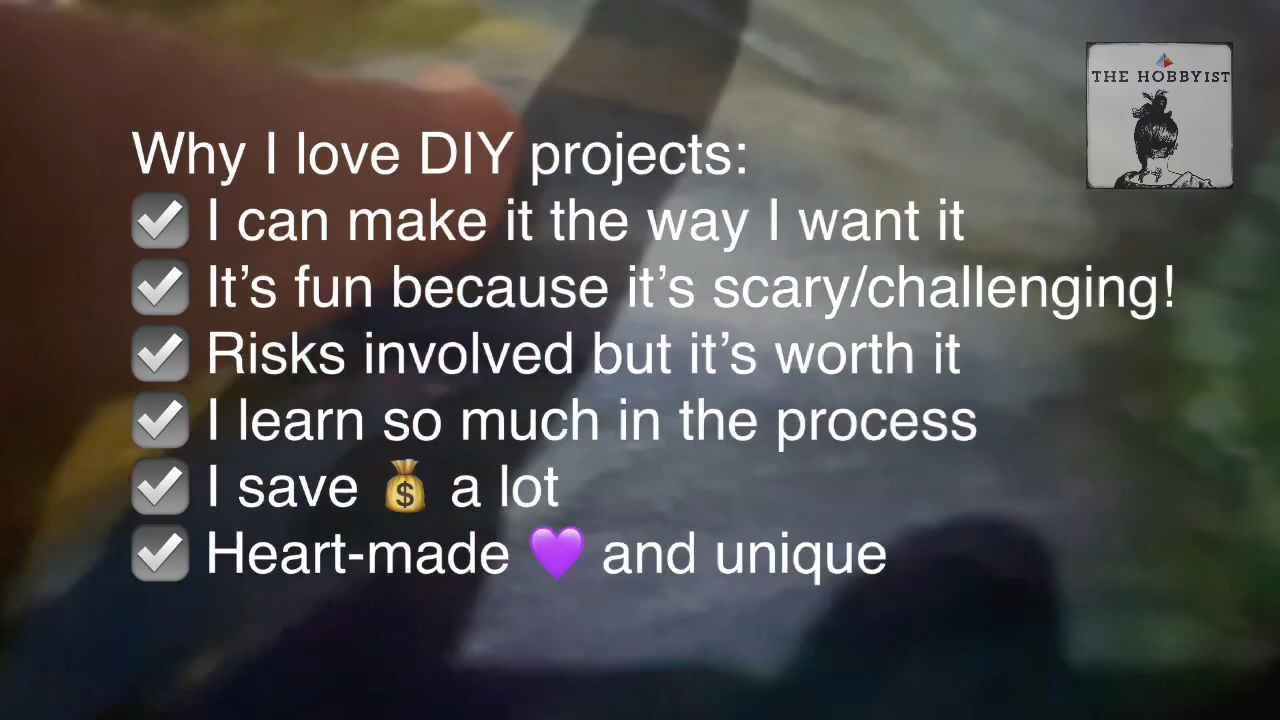 THE HOBBYIST
Why I love DIY projects:
☑️ I can make it the way I want it
☑️ It’s fun because it’s scary/challenging!
☑️ Risks involved but it’s worth it
☑️ I learn so much in the process
☑️ I save 💰 a lot
☑️ Heart-made 💜 and unique